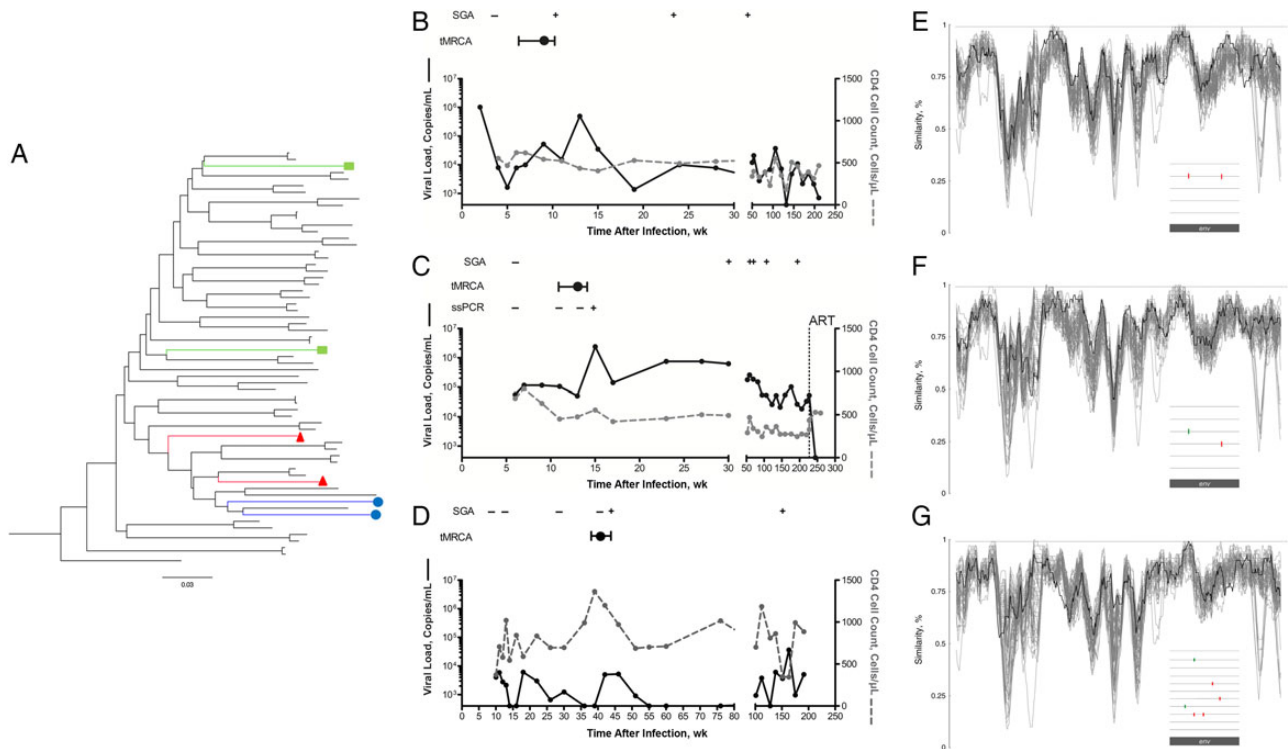 A
0.03
B
SGA − + + +
tMRCA
Viral Load, Copies/mL
10⁷
10⁶
10⁵
10⁴
10³
CD4 Cell Count, Cells/µL
1500
1000
500
0
0 5 10 15 20 25 30 50 100 150 200 250
Time After Infection, wk
C
SGA − + + + + +
tMRCA
ssPCR − − − +
ART
Viral Load, Copies/mL
10⁷
10⁶
10⁵
10⁴
10³
CD4 Cell Count, Cells/µL
1500
1000
500
0
0 5 10 15 20 25 30 50 100 150 200 250 300
Time After Infection, wk
D
SGA − − − − + +
tMRCA
Viral Load, Copies/mL
10⁷
10⁶
10⁵
10⁴
10³
CD4 Cell Count, Cells/µL
1500
1000
500
0
0 5 10 15 20 25 30 35 40 45 50 55 60 65 70 75 80 100 150 200
Time After Infection, wk
E
Similarity, %
1
0.75
0.5
0.25
0
env
F
Similarity, %
1
0.75
0.5
0.25
0
env
G
Similarity, %
1
0.75
0.5
0.25
0
env